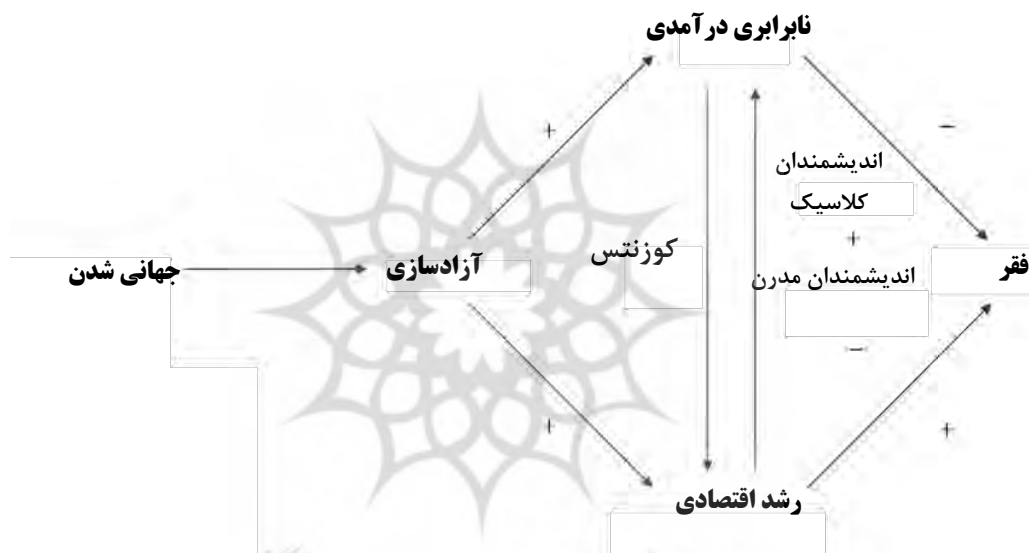 نابرابری درآمدی
+
−
اندیشمندان
کلاسیک
+
کوزنتس
آزادسازی
جهانی شدن
فقر
اندیشمندان مدرن
−
+
+
رشد اقتصادی